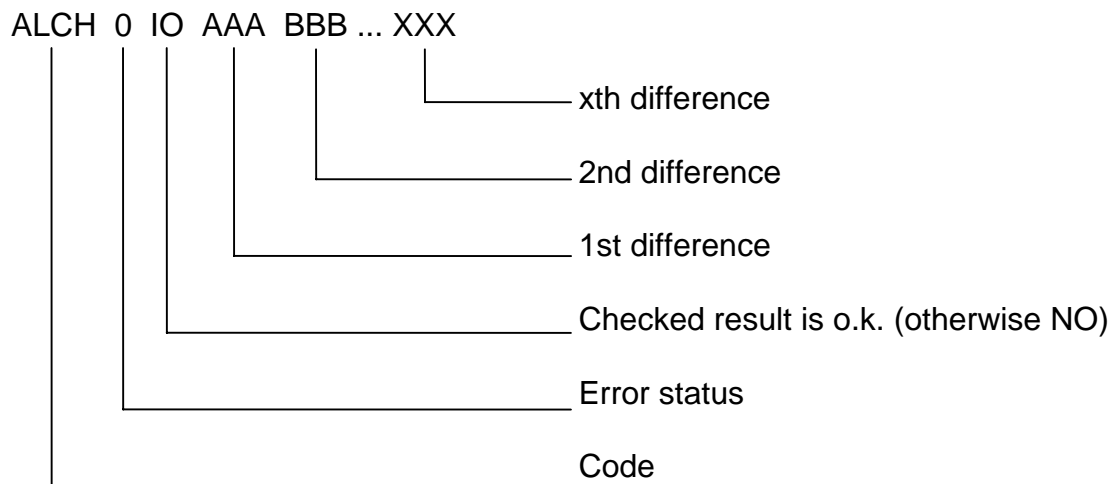 ALCH 0 IO AAA BBB ... XXX
xth difference
2nd difference
1st difference
Checked result is o.k. (otherwise NO)
Error status
Code